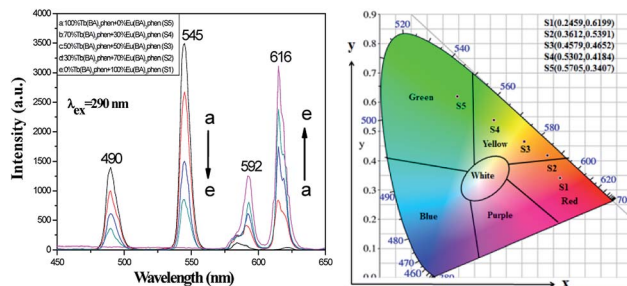 a:100%Tb(BA)3phen+0%Eu(BA)3phen (S5)
b:70%Tb(BA)3phen+30%Eu(BA)3phen (S4)
c:50%Tb(BA)3phen+50%Eu(BA)3phen (S3)
d:30%Tb(BA)3phen+70%Eu(BA)3phen (S2)
e:0%Tb(BA)3phen+100%Eu(BA)3phen (S1)
λex=290 nm
490
545
592
616
a
e
e
a
Intensity (a.u.)
4000
3500
3000
2500
2000
1500
1000
500
0
450
500
550
600
650
Wavelength (nm)
y
y
x
0.9
0.8
0.7
0.6
0.5
0.4
0.3
0.2
0.1
0.0
S1(0.2459,0.6199)
S2(0.3612,0.5391)
S3(0.4579,0.4652)
S4(0.5302,0.4184)
S5(0.5705,0.3407)
520
540
560
580
600
620
70
500
490
480
470
460
Green
Yellow
White
Blue
Purple
Red
S5
S4
S3
S2
S1